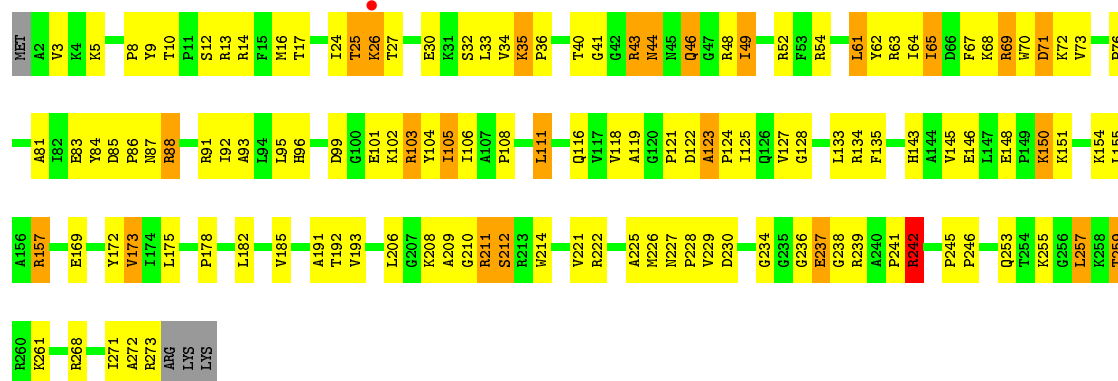 MET A2 V3 K4 K5 P8 Y9 T10 P11 S12 R13 R14 F15 M16 T17 I24 T25 K26 T27 E30 K31 S32 L33 V34 K35 P36 T40 G41 G42 R43 N44 N45 Q46 G47 R48 I49 R52 F53 R54 L61 Y62 R63 I64 I65 D66 F67 K68 R69 W70 D71 K72 V73
A81 I82 E83 Y84 D85 P86 N87 R88 R91 I92 A93 L94 L95 H96 D99 G100 E101 K102 R103 Y104 I105 I106 A107 P108 L111 Q116 V117 V118 A119 G120 P121 D122 A123 P124 I125 Q126 V127 G128 L133 R134 F135 H143 A144 V145 E146 L147 E148 P149 K150 K151 K154
A156 R157 E169 Y172 V173 I174 L175 P178 L182 V185 A191 T192 V193 L206 G207 K208 A209 G210 R211 S212 R213 W214 V221 R222 A225 M226 N227 P228 V229 D230 G234 G235 G236 E237 G238 R239 A240 P241 R242 P245 P246 Q253 T254 K255 G256 L257 K258
R260 K261 R268 I271 A272 R273 ARG LYS LYS